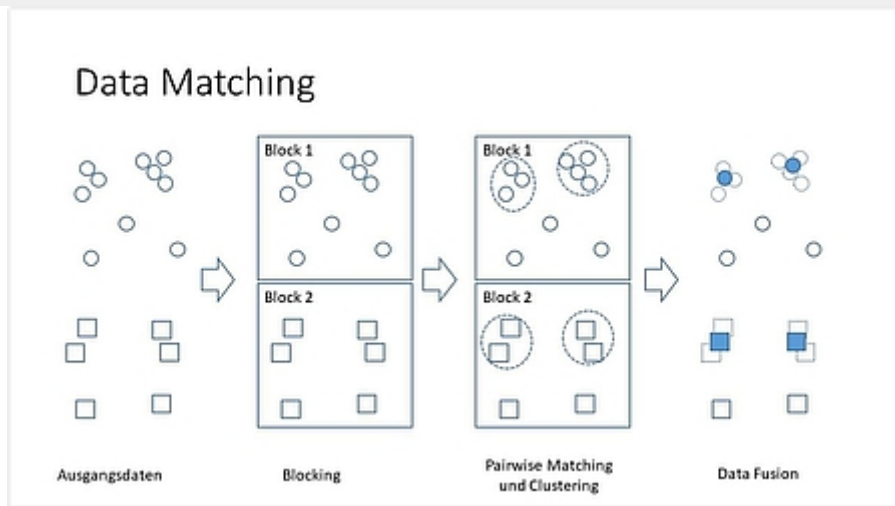 Data Matching
Block 1
Block 1
Block 2
Block 2
Ausgangsdaten
Blocking
Pairwise Matching
und Clustering
Data Fusion